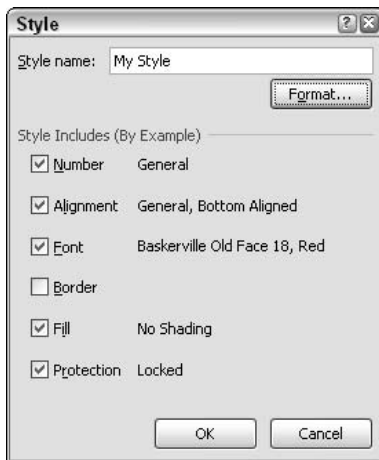 Style
Style name: My Style
Format...
Style Includes (By Example)
Number General
Alignment General, Bottom Aligned
Font Baskerville Old Face 18, Red
Border
Fill No Shading
Protection Locked
OK Cancel